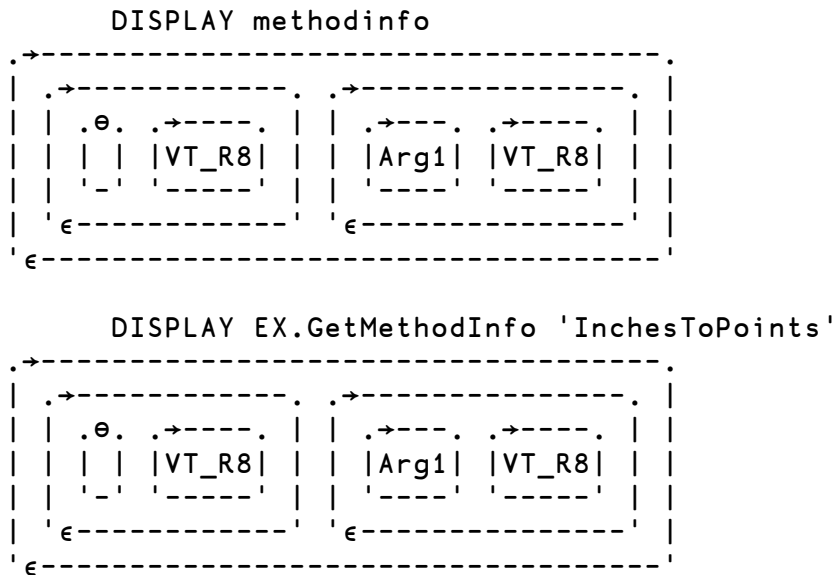 DISPLAY methodinfo
.→------------------------------------.
|  .→------------.  .→----------------.  |
|  |  .⊖.  .→----.  |  |  .→---.  .→----.  |  |
|  |  |  |  |VT_R8|  |  |  |Arg1|  |VT_R8|  |  |
|  |  '-'  '-----'  |  |  '----'  '-----'  |  |
|  '∊------------'  '∊----------------'  |
'∊------------------------------------'
      DISPLAY EX.GetMethodInfo 'InchesToPoints'
.→------------------------------------.
|  .→------------.  .→----------------.  |
|  |  .⊖.  .→----.  |  |  .→---.  .→----.  |  |
|  |  |  |  |VT_R8|  |  |  |Arg1|  |VT_R8|  |  |
|  |  '-'  '-----'  |  |  '----'  '-----'  |  |
|  '∊------------'  '∊----------------'  |
'∊------------------------------------'